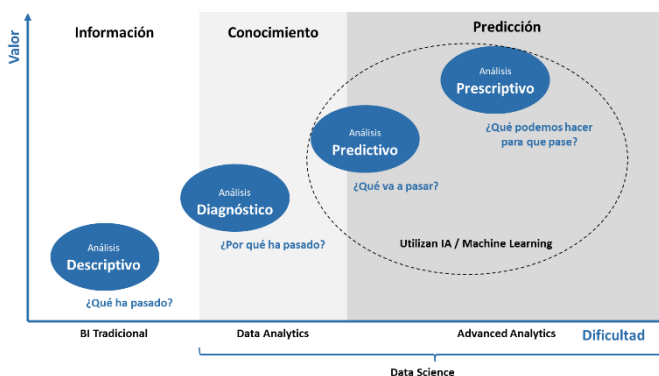 Valor
Información
Conocimiento
Predicción
Análisis
Prescriptivo
¿Qué podemos hacer
para que pase?
Análisis
Predictivo
¿Qué va a pasar?
Análisis
Diagnóstico
¿Por qué ha pasado?
Utilizan IA / Machine Learning
Análisis
Descriptivo
¿Qué ha pasado?
BI Tradicional
Data Analytics
Advanced Analytics
Dificultad
Data Science